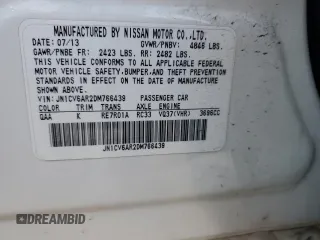 MANUFACTURED BY NISSAN MOTOR CO.,LTD.
DATE: 07/13 GVWR/PNBV: 4848 LBS.
GAWR/PNBE FR: 2423 LBS. RR: 2482 LBS.
THIS VEHICLE CONFORMS TO ALL APPLICABLE FEDERAL
MOTOR VEHICLE SAFETY,BUMPER,AND THEFT PREVENTION
STANDARDS IN EFFECT ON THE DATE OF MANUFACTURE
SHOWN ABOVE.
VIN:JN1CV6AR2DM766439 PASSENGER CAR
COLOR TRIM TRANS AXLE ENGINE
QAA K RE7R01A RC33 VQ37(VHR) 3696CC
JN1CV6AR2DM766439
CARADMBID